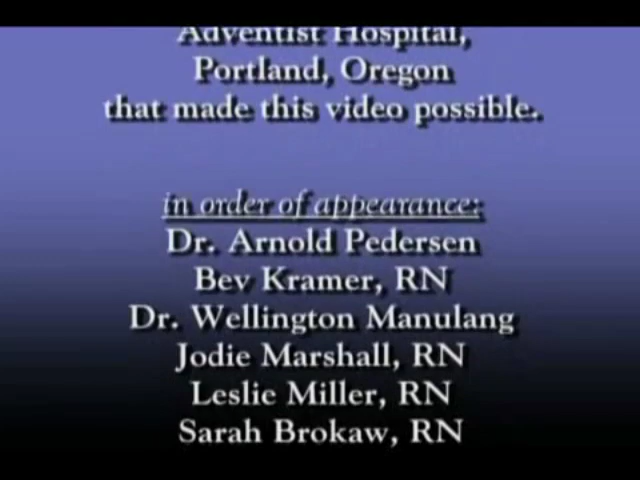 Adventist Hospital,
Portland, Oregon
that made this video possible.
in order of appearance:
Dr. Arnold Pedersen
Bev Kramer, RN
Dr. Wellington Manulang
Jodie Marshall, RN
Leslie Miller, RN
Sarah Brokaw, RN